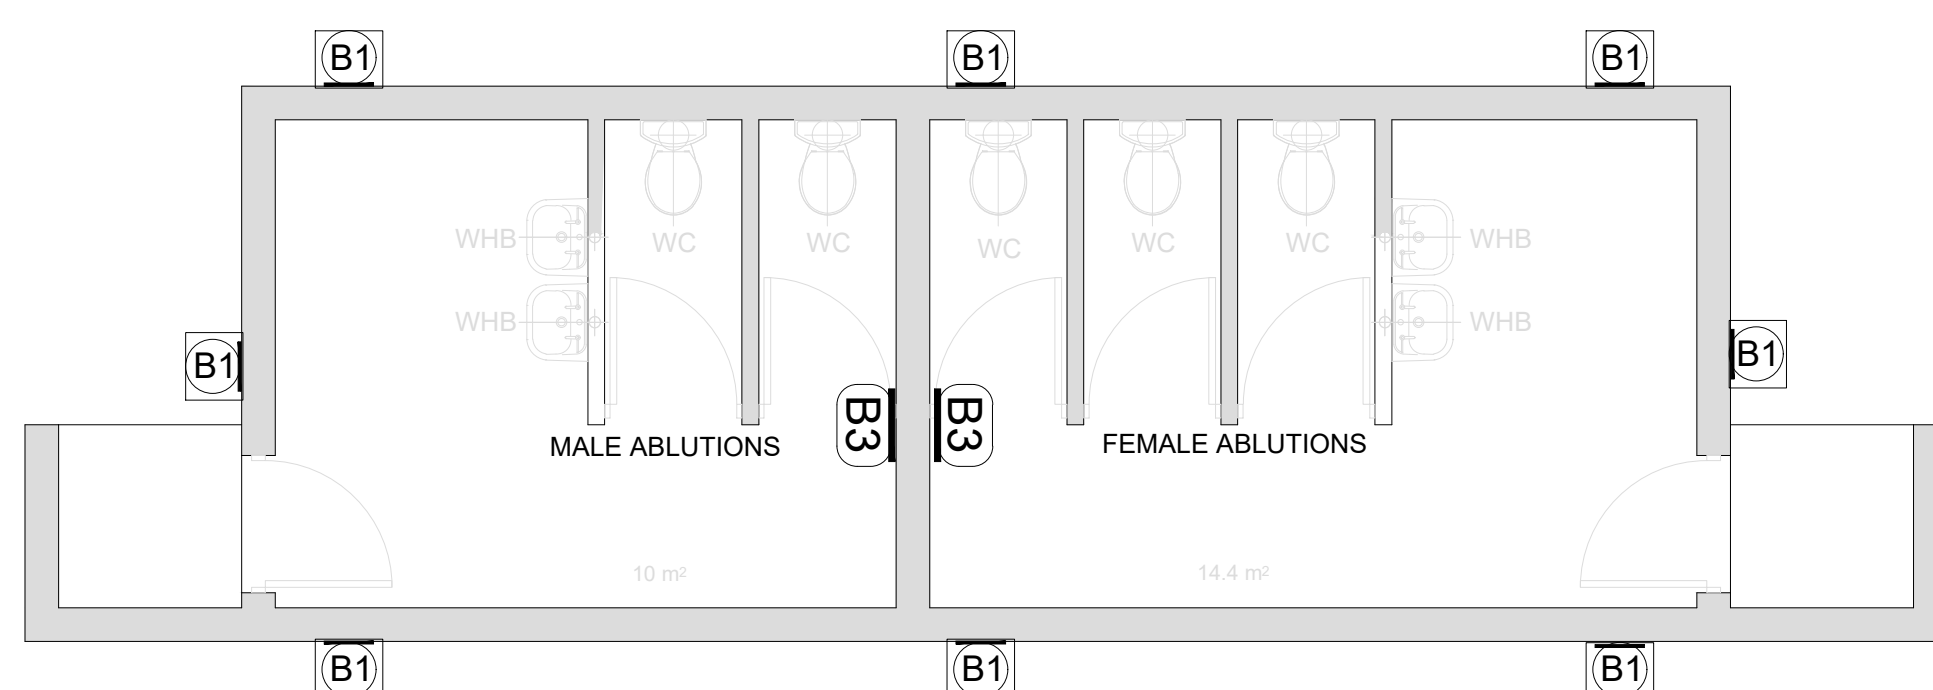 B1
B1
B1
WHB
WC
WC
WC
WC
WC
WHB
WHB
WHB
B1
B1
B3
B3
MALE ABLUTIONS
FEMALE ABLUTIONS
10 m²
14.4 m²
B1
B1
B1